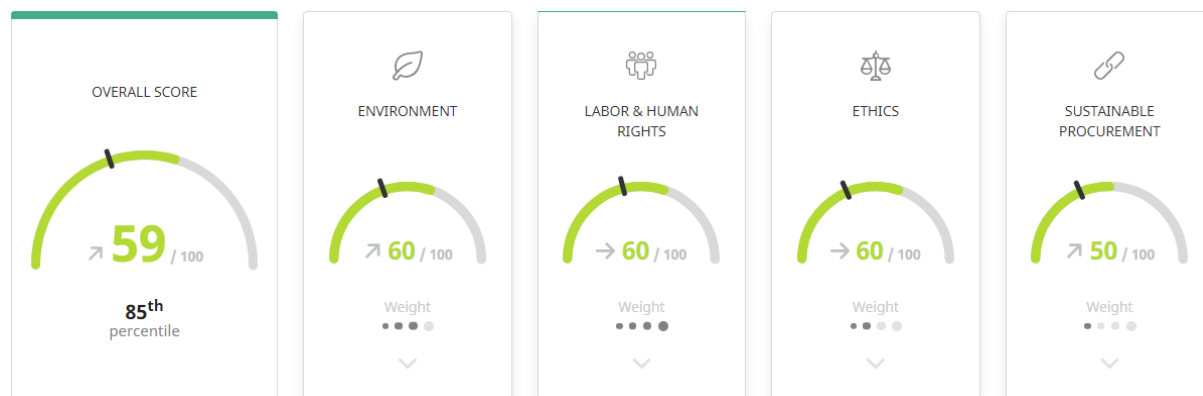 OVERALL SCORE
59 / 100
85th
percentile
ENVIRONMENT
60 / 100
Weight
LABOR & HUMAN
RIGHTS
60 / 100
Weight
ETHICS
60 / 100
Weight
SUSTAINABLE
PROCUREMENT
50 / 100
Weight